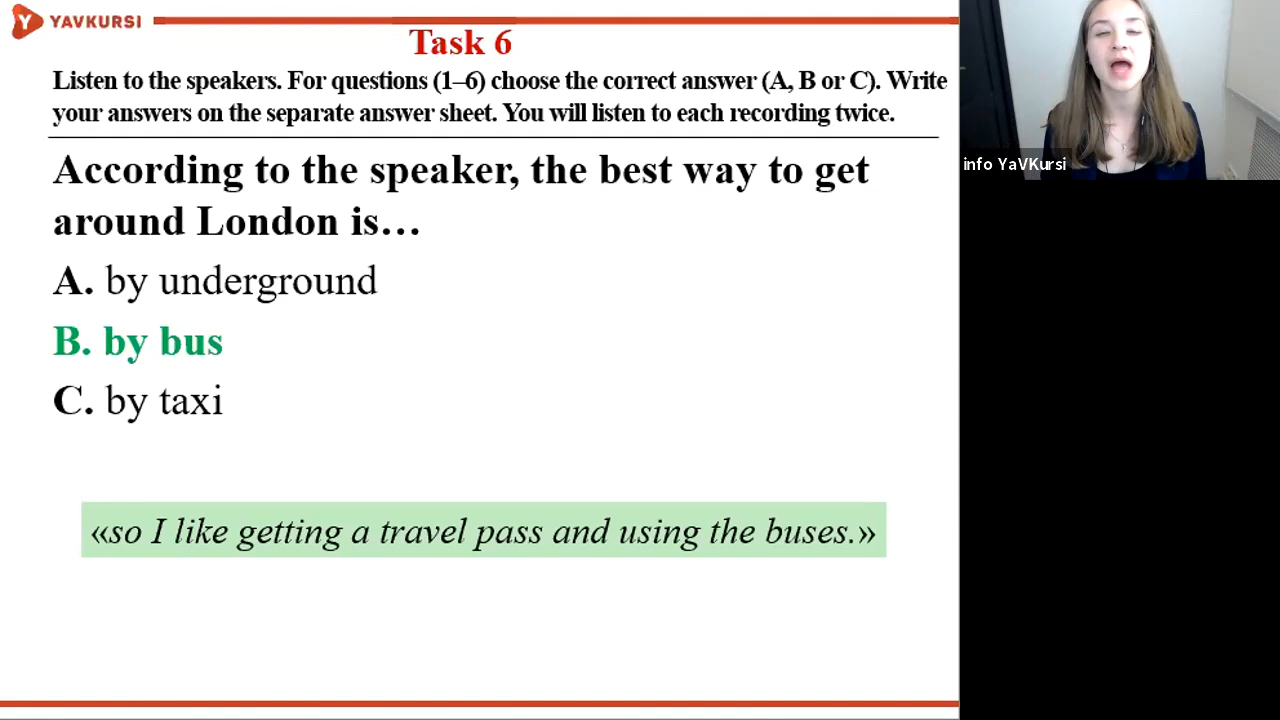 YAVKURSI
Task 6
Listen to the speakers. For questions (1–6) choose the correct answer (A, B or C). Write
your answers on the separate answer sheet. You will listen to each recording twice.
According to the speaker, the best way to get
around London is…
A. by underground
B. by bus
C. by taxi
«so I like getting a travel pass and using the buses.»
info YaVKursi